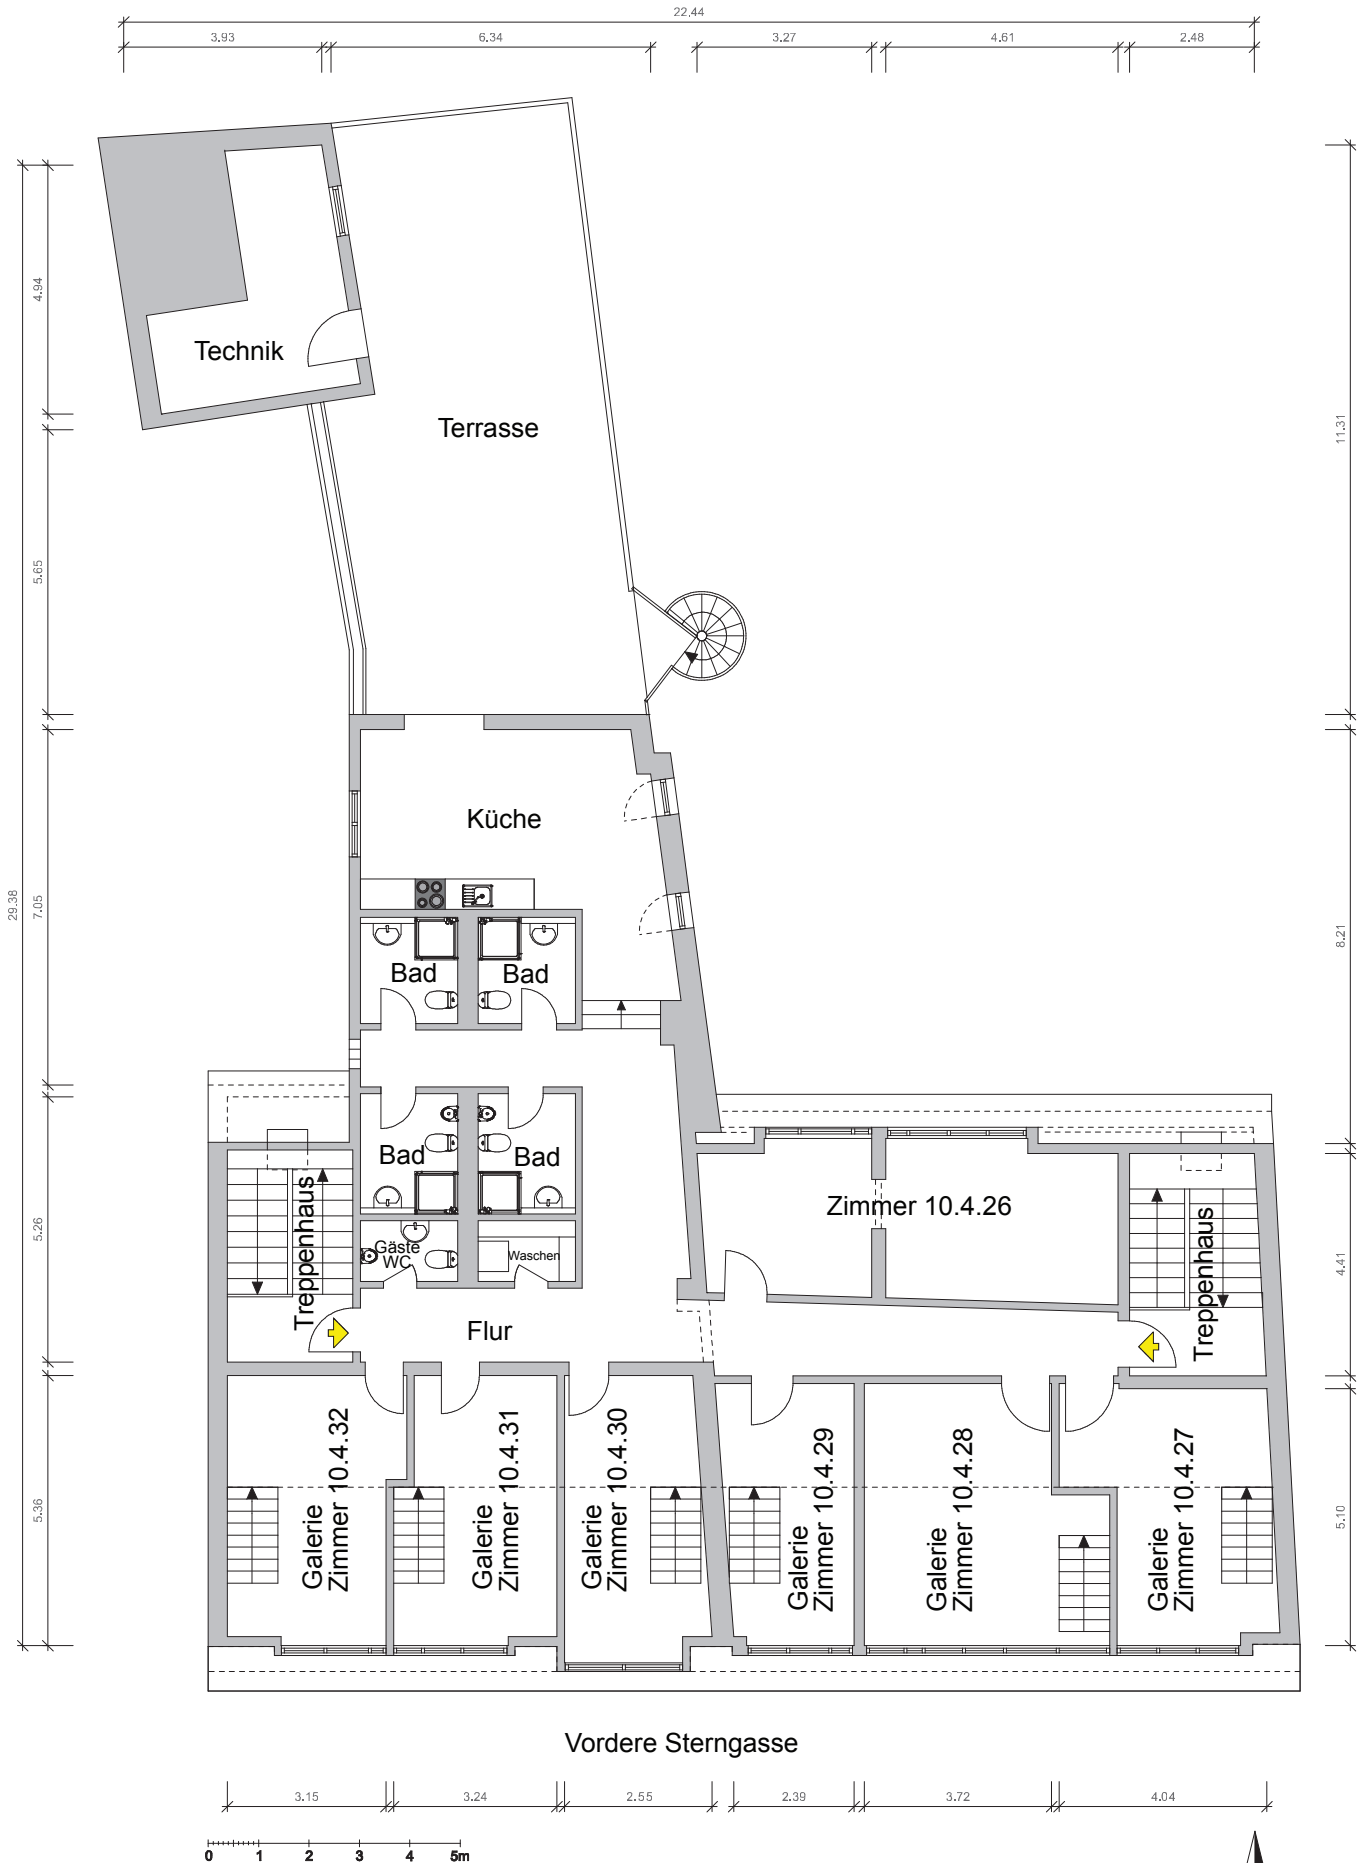 22,44
3.93
6.34
3.27
4.61
2.48
4.94
11.31
Technik
Terrasse
5.65
Küche
29.38
7.05
8.21
Bad
Bad
Bad
Bad
Zimmer 10.4.26
Treppenhaus
Treppenhaus
5.26
4.41
Gäste
WC
Waschen
Flur
5.36
5.10
Galerie
Zimmer 10.4.32
Galerie
Zimmer 10.4.31
Galerie
Zimmer 10.4.30
Galerie
Zimmer 10.4.29
Galerie
Zimmer 10.4.28
Galerie
Zimmer 10.4.27
Vordere Sterngasse
3.15
3.24
2.55
2.39
3.72
4.04
0 1 2 3 4 5m